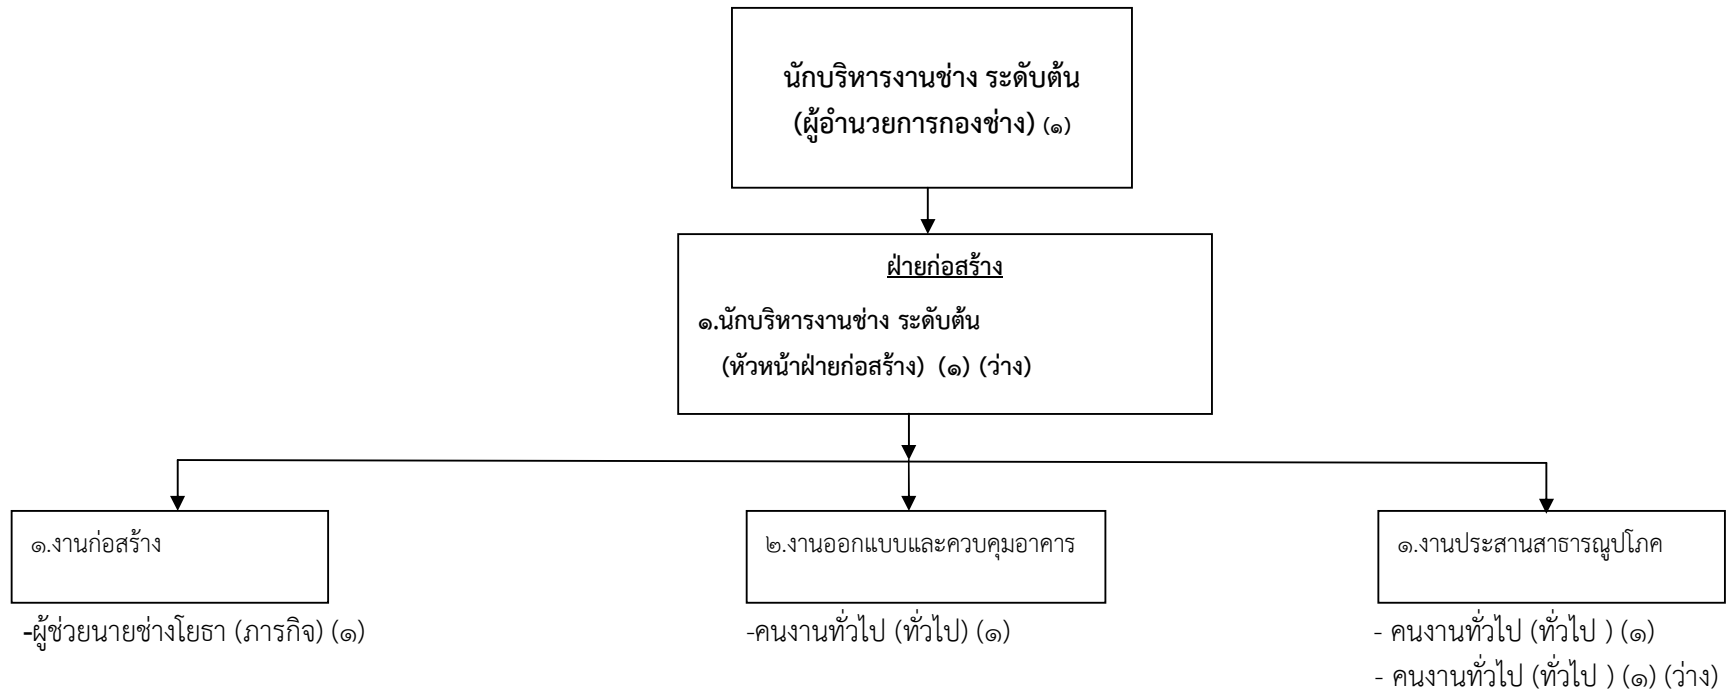 นักบริหารงานช่าง ระดับต้น
(ผู้อำนวยการกองช่าง) (๑)
ฝ่ายก่อสร้าง
๑.นักบริหารงานช่าง ระดับต้น
(หัวหน้าฝ่ายก่อสร้าง) (๑) (ว่าง)
๑.งานก่อสร้าง
-ผู้ช่วยนายช่างโยธา (ภารกิจ) (๑)
๒.งานออกแบบและควบคุมอาคาร
-คนงานทั่วไป (ทั่วไป) (๑)
๑.งานประสานสาธารณูปโภค
- คนงานทั่วไป (ทั่วไป ) (๑)
- คนงานทั่วไป (ทั่วไป ) (๑) (ว่าง)